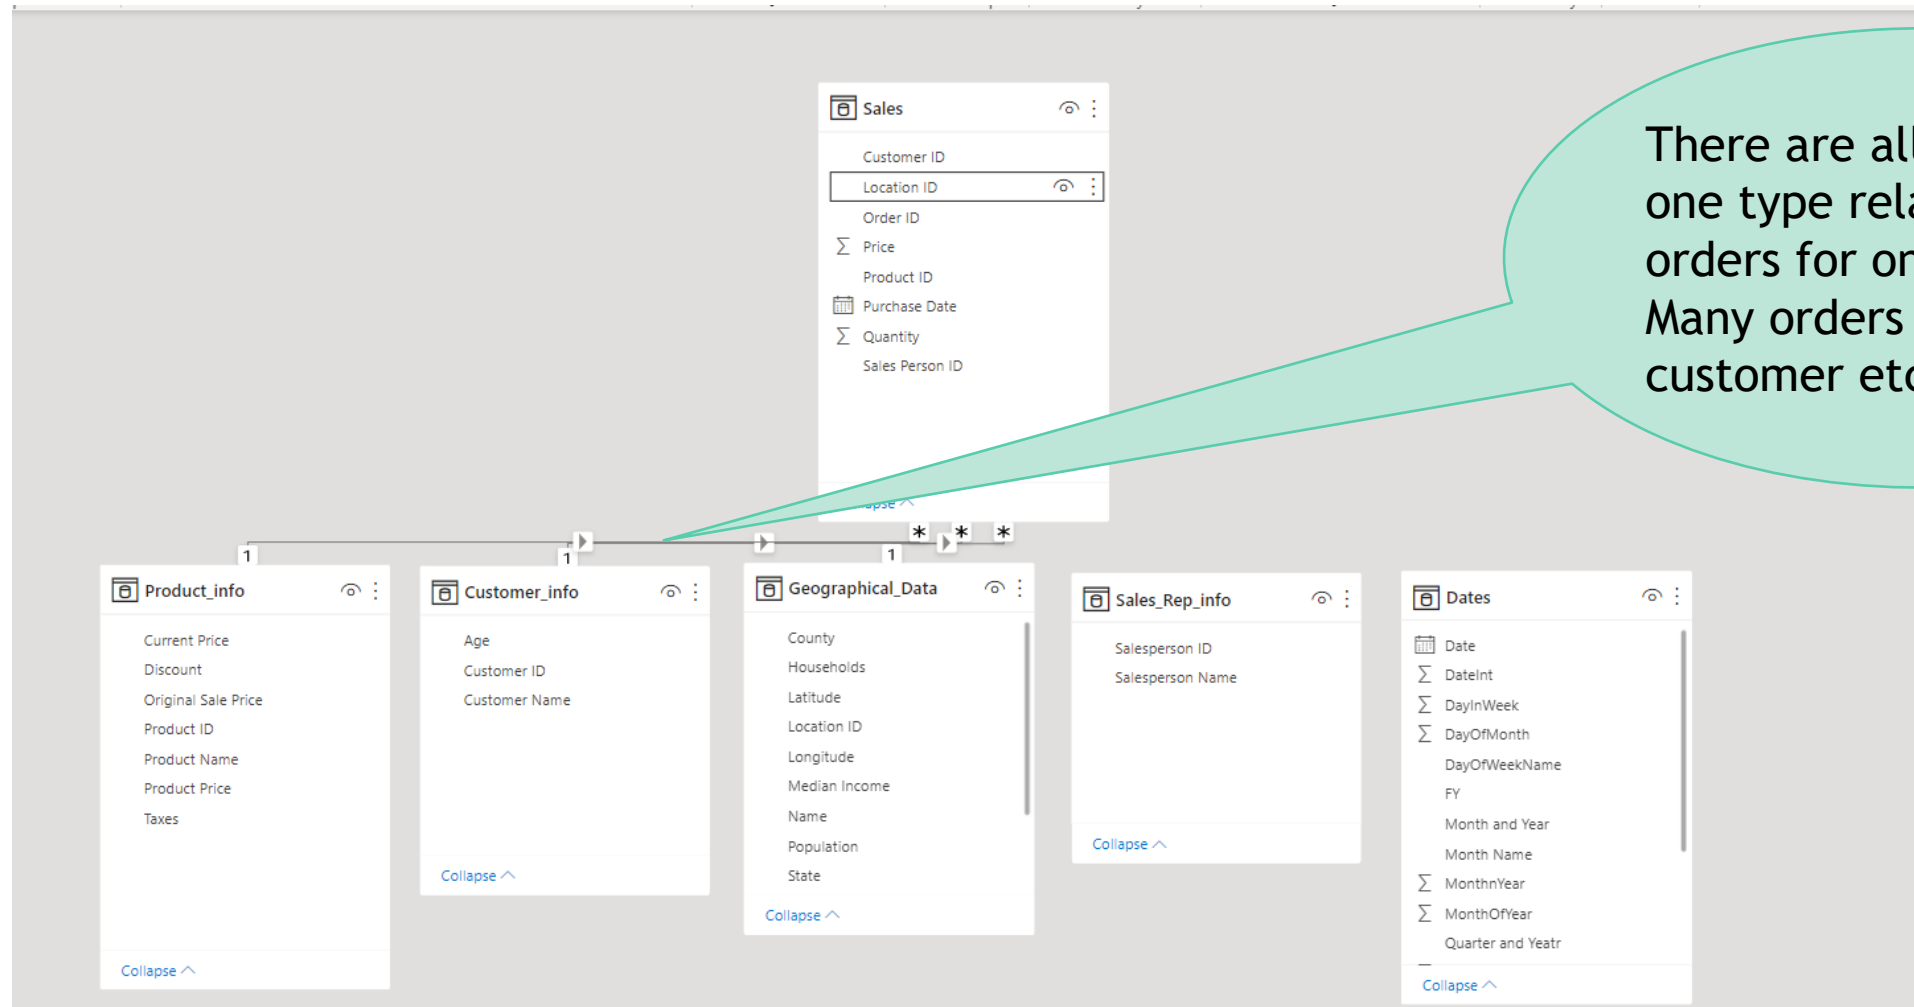 Sales
Customer ID
Location ID
Order ID
Price
Product ID
Purchase Date
Quantity
Sales Person ID
There are all
one type
orders for
Many orders
customer
* * *
1
1
1
Product_info
Current Price
Discount
Original Sale Price
Product ID
Product Name
Product Price
Taxes
Collapse
Customer_info
Age
Customer ID
Customer Name
Collapse
Geographical_Data
County
Households
Latitude
Location ID
Longitude
Median Income
Name
Population
State
Collapse
Sales_Rep_info
Salesperson ID
Salesperson Name
Collapse
Dates
Date
DateInt
DayInWeek
DayOfMonth
DayOfWeekName
FY
Month and Year
Month Name
MonthnYear
MonthOfYear
Quarter and Yeatr
Collapse